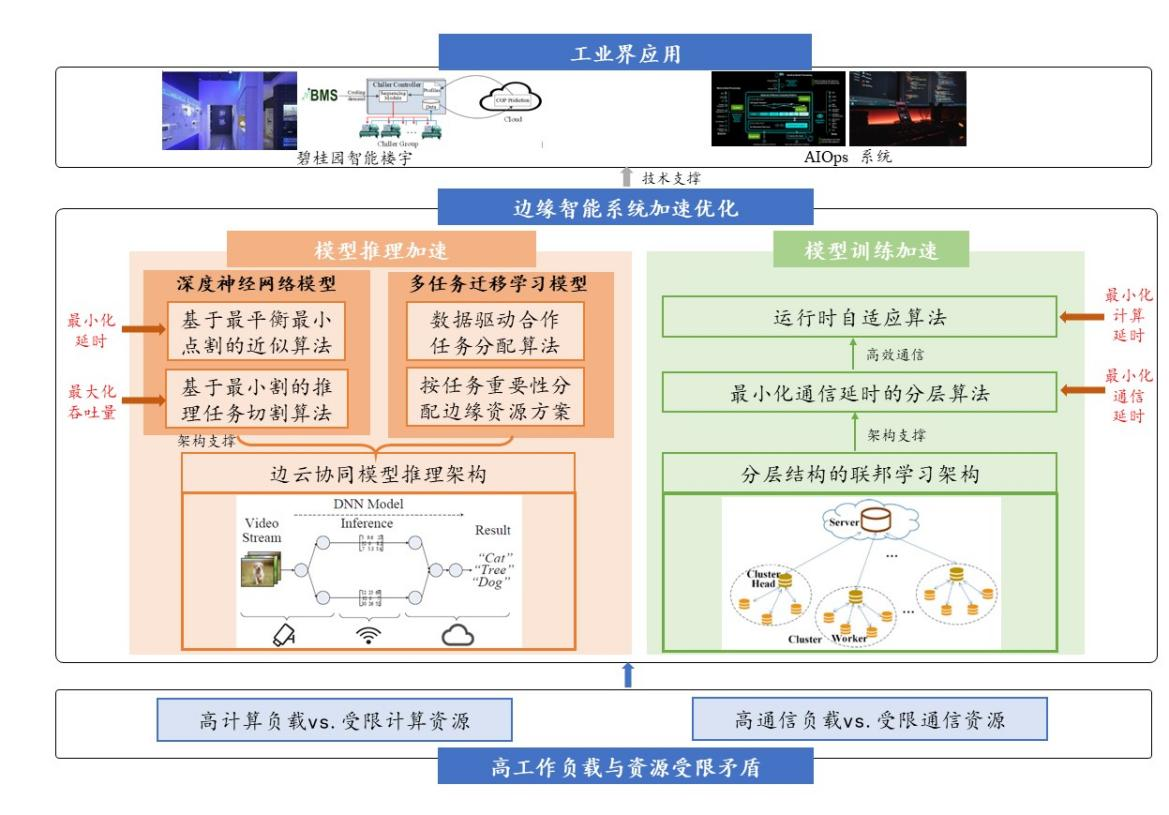 工业界应用
BMS
Cooling
demand
Chiller Controller
Sequencing
Module
Profiles
Data
COP Prediction
Cloud
Chiller Group
碧桂园智能楼宇
AIOps 系统
技术支撑
边缘智能系统加速优化
模型推理加速
深度神经网络模型
多任务迁移学习模型
最小化
延时
基于最平衡最小
点割的近似算法
数据驱动合作
任务分配算法
最大化
吞吐量
基于最小割的推
理任务切割算法
按任务重要性分
配边缘资源方案
架构支撑
边云协同模型推理架构
DNN Model
Inference
Video
Stream
Result
"Cat"
"Tree"
"Dog"
模型训练加速
运行时自适应算法
最小化
计算
延时
高效通信
最小化通信延时的分层算法
最小化
通信
延时
架构支撑
分层结构的联邦学习架构
Server
...
Cluster
Head
...
Cluster
Worker
高计算负载vs.受限计算资源
高通信负载vs.受限通信资源
高工作负载与资源受限矛盾